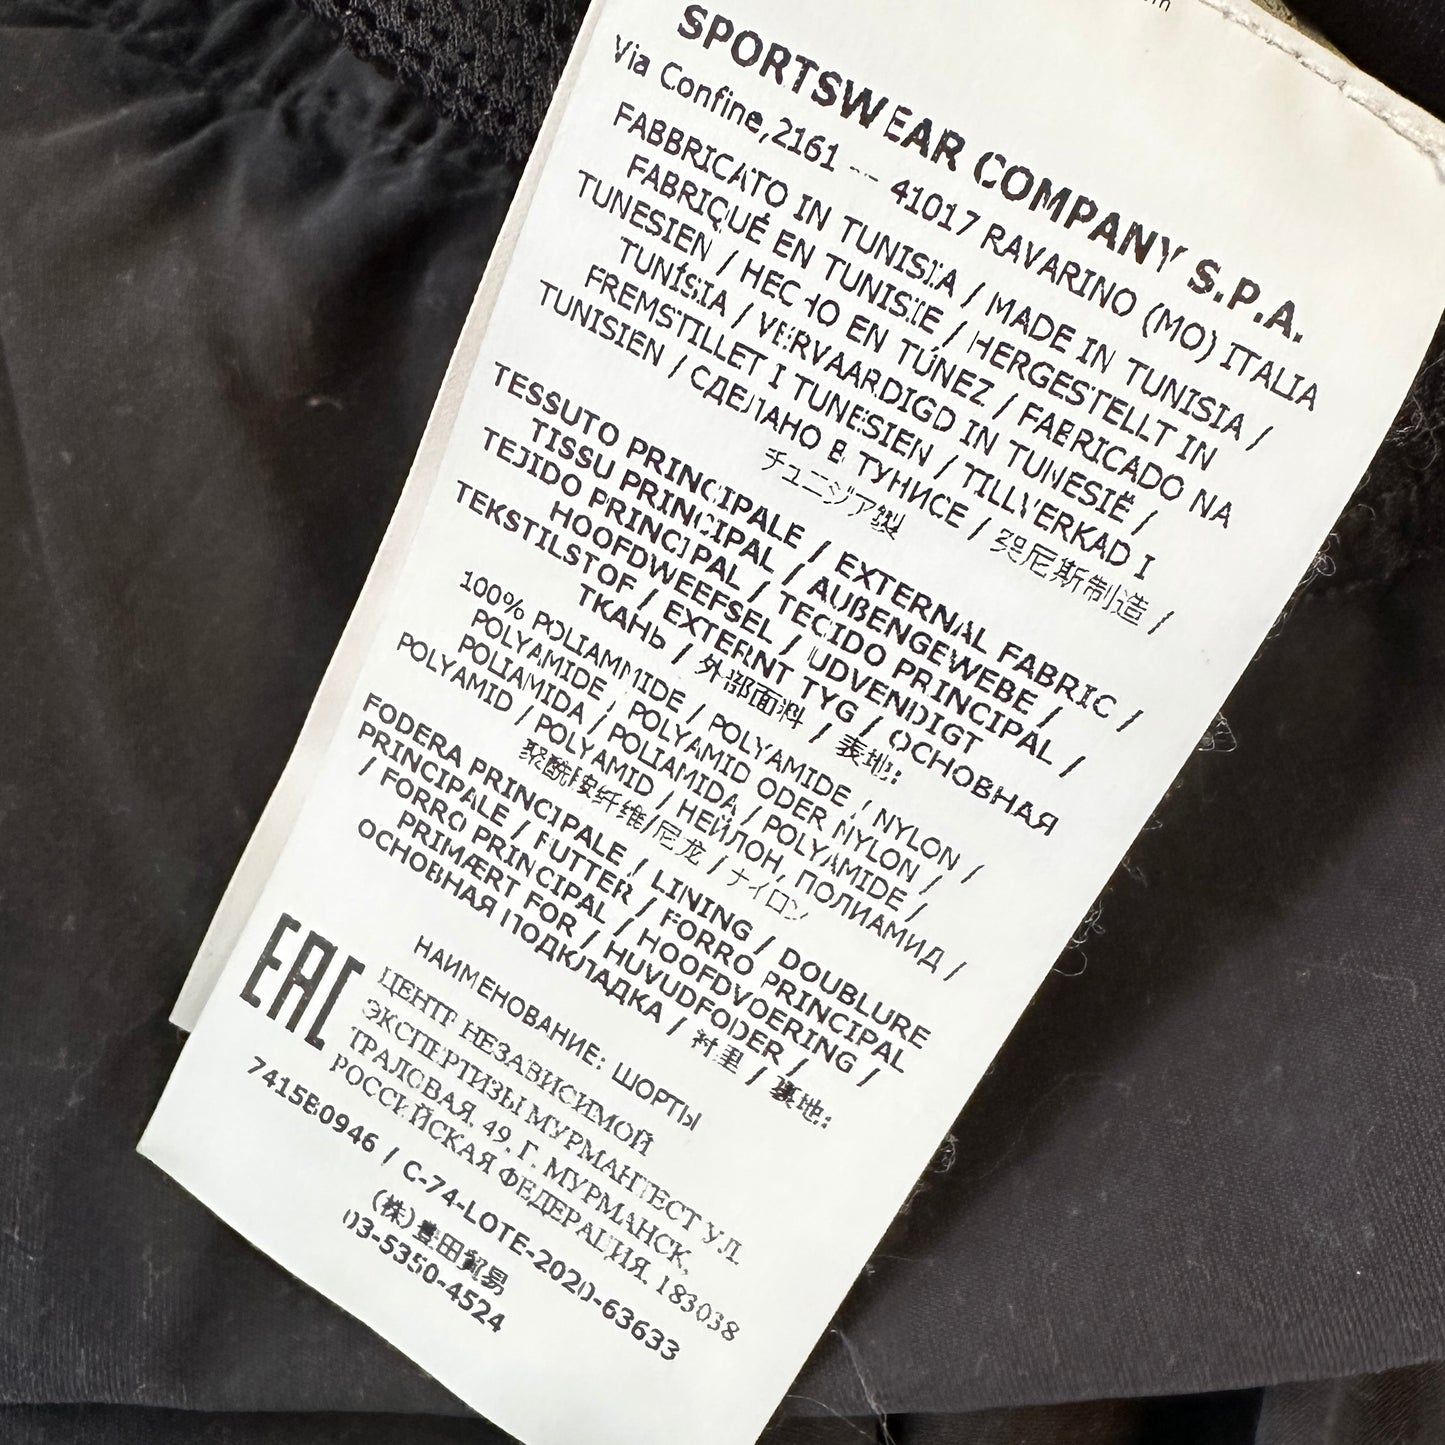 SPORTSWEAR COMPANY S.P.A.
Via Confine,2161 -- 41017 RAVARINO (MO) ITALIA
FABBRICATO IN TUNISIA / MADE IN TUNISIA /
FABRIQUÉ EN TUNISIE / HERGESTELLT IN
TUNESIEN / HECHO EN TÚNEZ / FABRICADO NA
TUNÍSIA / VERVAARDIGD IN TUNESIË /
FREMSTILLET I TUNESIEN / TILLVERKAD I
TUNISIEN / СДЕЛАНО В ТУНИСЕ / 突尼斯制造 /
チュニジア製
TESSUTO PRINCIPALE / EXTERNAL FABRIC /
TISSU PRINCIPAL / AUßENGEWEBE /
TEJIDO PRINCIPAL / TECIDO PRINCIPAL /
HOOFDWEEFSEL / UDVENDIGT
TEKSTILSTOF / EXTERNT TYG / ОСНОВНАЯ
ТКАНЬ / 外部面料 / 表地:
100% POLIAMMIDE / POLYAMIDE / NYLON /
POLYAMIDE / POLYAMID ODER NYLON /
POLIAMIDA / POLIAMIDA / POLYAMIDE /
POLYAMID / POLYAMID / НЕЙЛОН, ПОЛИАМИД /
聚酰胺纤维/尼龙 / ナイロン
FODERA PRINCIPALE / LINING / DOUBLURE
PRINCIPALE / FUTTER / FORRO PRINCIPAL
/ FORRO PRINCIPAL / HOOFDVOERING /
PRIMÆRT FOR / HUVUDFODER /
ОСНОВНАЯ ПОДКЛАДКА / 衬里 / 裏地:
EAC
НАИМЕНОВАНИЕ: ШОРТЫ
ЦЕНТР НЕЗАВИСИМОЙ
ЭКСПЕРТИЗЫ МУРМАНТЕСТ УЛ.
ТРАЛОВАЯ, 49, Г. МУРМАНСК,
РОССИЙСКАЯ ФЕДЕРАЦИЯ, 183038
7415B0946 / C-74-LOTE-2020-63633
(株)豊田貿易
03-5350-4524